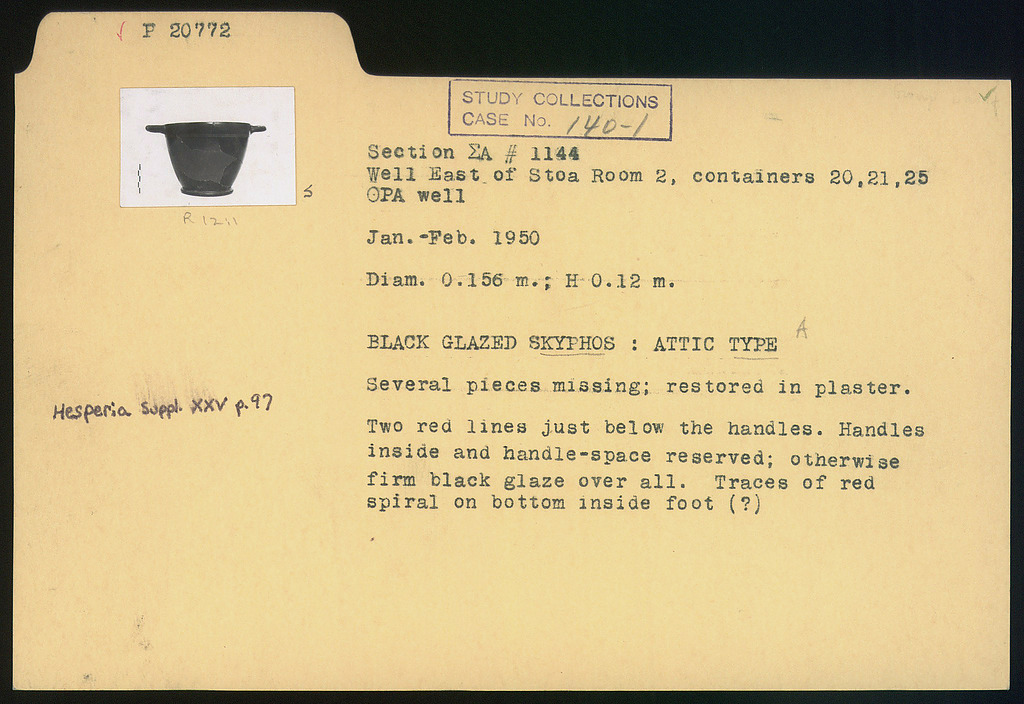 √ P 20772
STUDY COLLECTIONS
CASE No. 140-1
Section ΣΑ # 1144
Well East of Stoa Room 2, containers 20,21,25
OPA well
S
R 1211
Jan.-Feb. 1950
Diam. 0.156 m.; H 0.12 m.
BLACK GLAZED SKYPHOS : ATTIC TYPE A
Several pieces missing; restored in plaster.
Hesperia Suppl. XXV p.97
Two red lines just below the handles. Handles
inside and handle-space reserved; otherwise
firm black glaze over all. Traces of red
spiral on bottom inside foot (?)